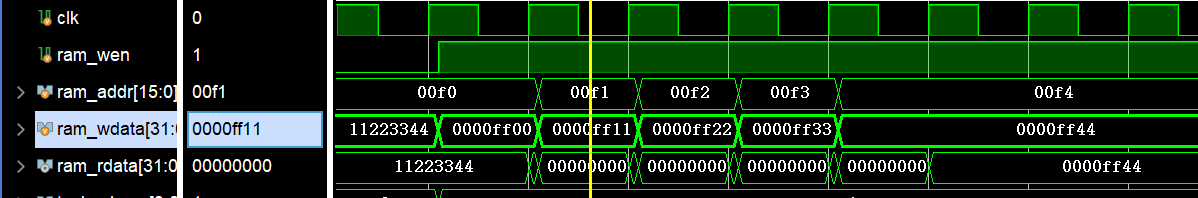 clk 0
ram_wen 1
ram_addr[15:0] 00f1 00f0 00f1 00f2 00f3 00f4
ram_wdata[31:0 0000ff11 11223344 0000ff00 0000ff11 0000ff22 0000ff33 0000ff44
ram_rdata[31:0 00000000 11223344 00000000 00000000 00000000 00000000 0000ff44